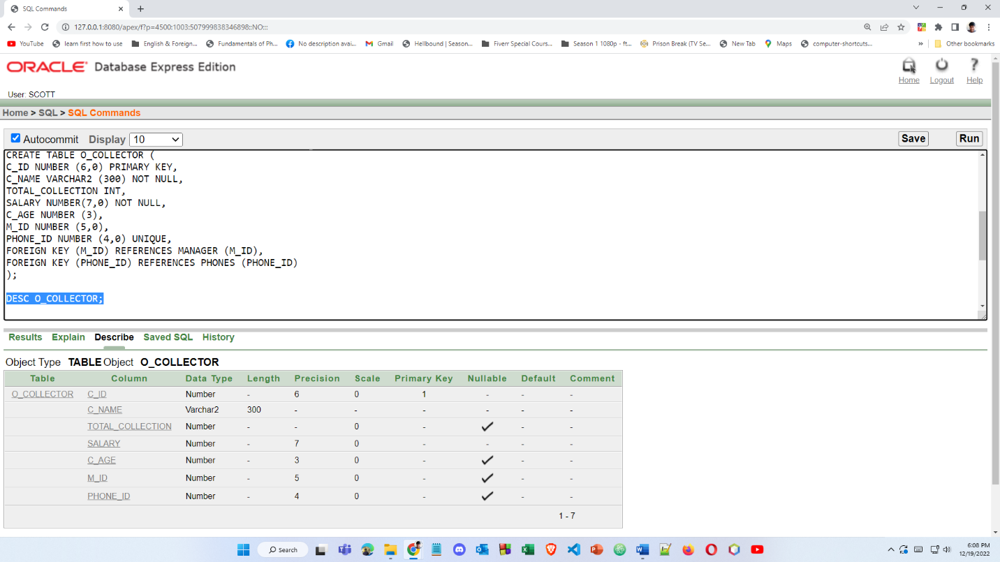 SQL Commands
127.0.0.1:8080/apex/f?p=4500:1003:507999838346898::NO:::
YouTube learn first how to use English & Foreign... Fundamentals of Ph... No description avai... Gmail Hellbound | Season... Fiverr Special Cours... Season 1 1080p - ft... Prison Break (TV Se... New Tab Maps computer-shortcuts... » Other bookmarks
ORACLE Database Express Edition
Home Logout Help
User: SCOTT
Home > SQL > SQL Commands
Autocommit Display 10 Save Run
CREATE TABLE O_COLLECTOR (
C_ID NUMBER (6,0) PRIMARY KEY,
C_NAME VARCHAR2 (300) NOT NULL,
TOTAL_COLLECTION INT,
SALARY NUMBER(7,0) NOT NULL,
C_AGE NUMBER (3),
M_ID NUMBER (5,0),
PHONE_ID NUMBER (4,0) UNIQUE,
FOREIGN KEY (M_ID) REFERENCES MANAGER (M_ID),
FOREIGN KEY (PHONE_ID) REFERENCES PHONES (PHONE_ID)
);
DESC O_COLLECTOR;
Results Explain Describe Saved SQL History
Object Type TABLE Object O_COLLECTOR
Table Column Data Type Length Precision Scale Primary Key Nullable Default Comment
O_COLLECTOR C_ID Number - 6 0 1 - - -
C_NAME Varchar2 300 - - - - - -
TOTAL_COLLECTION Number - - 0 - ✓ - -
SALARY Number - 7 0 - - - -
C_AGE Number - 3 0 - ✓ - -
M_ID Number - 5 0 - ✓ - -
PHONE_ID Number - 4 0 - ✓ - -
1 - 7
Search
6:08 PM
12/19/2022